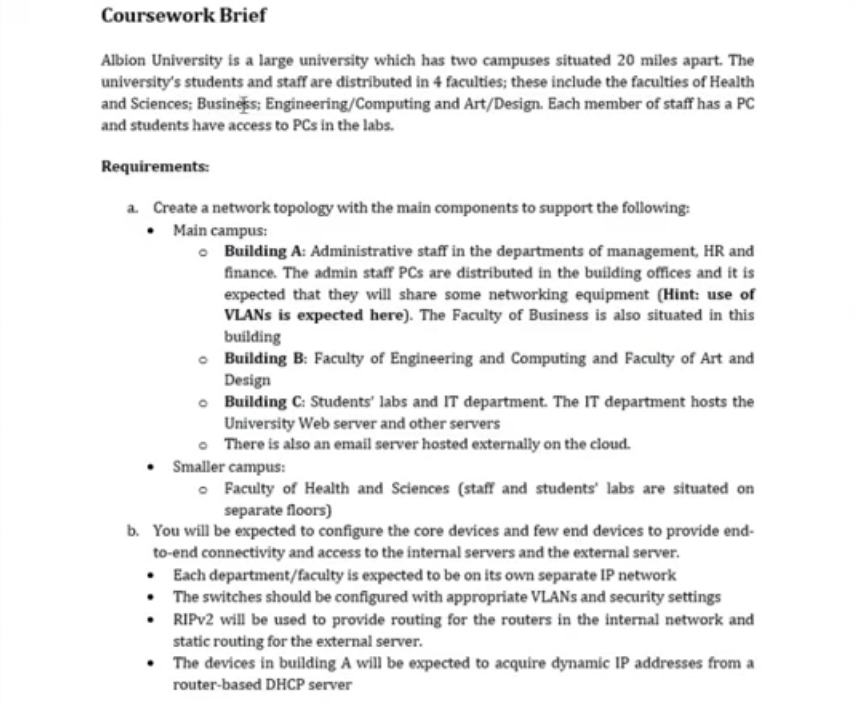 Coursework Brief
Albion University is a large university which has two campuses situated 20 miles apart. The
university's students and staff are distributed in 4 faculties; these include the faculties of Health
and Sciences; Business; Engineering/Computing and Art/Design. Each member of staff has a PC
and students have access to PCs in the labs.
Requirements:
a. Create a network topology with the main components to support the following:
• Main campus:
o Building A: Administrative staff in the departments of management, HR and
finance. The admin staff PCs are distributed in the building offices and it is
expected that they will share some networking equipment (Hint: use of
VLANs is expected here). The Faculty of Business is also situated in this
building
o Building B: Faculty of Engineering and Computing and Faculty of Art and
Design
o Building C: Students' labs and IT department. The IT department hosts the
University Web server and other servers
o There is also an email server hosted externally on the cloud.
• Smaller campus:
o Faculty of Health and Sciences (staff and students' labs are situated on
separate floors)
b. You will be expected to configure the core devices and few end devices to provide end-
to-end connectivity and access to the internal servers and the external server.
• Each department/faculty is expected to be on its own separate IP network
• The switches should be configured with appropriate VLANs and security settings
• RIPv2 will be used to provide routing for the routers in the internal network and
static routing for the external server.
• The devices in building A will be expected to acquire dynamic IP addresses from a
router-based DHCP server